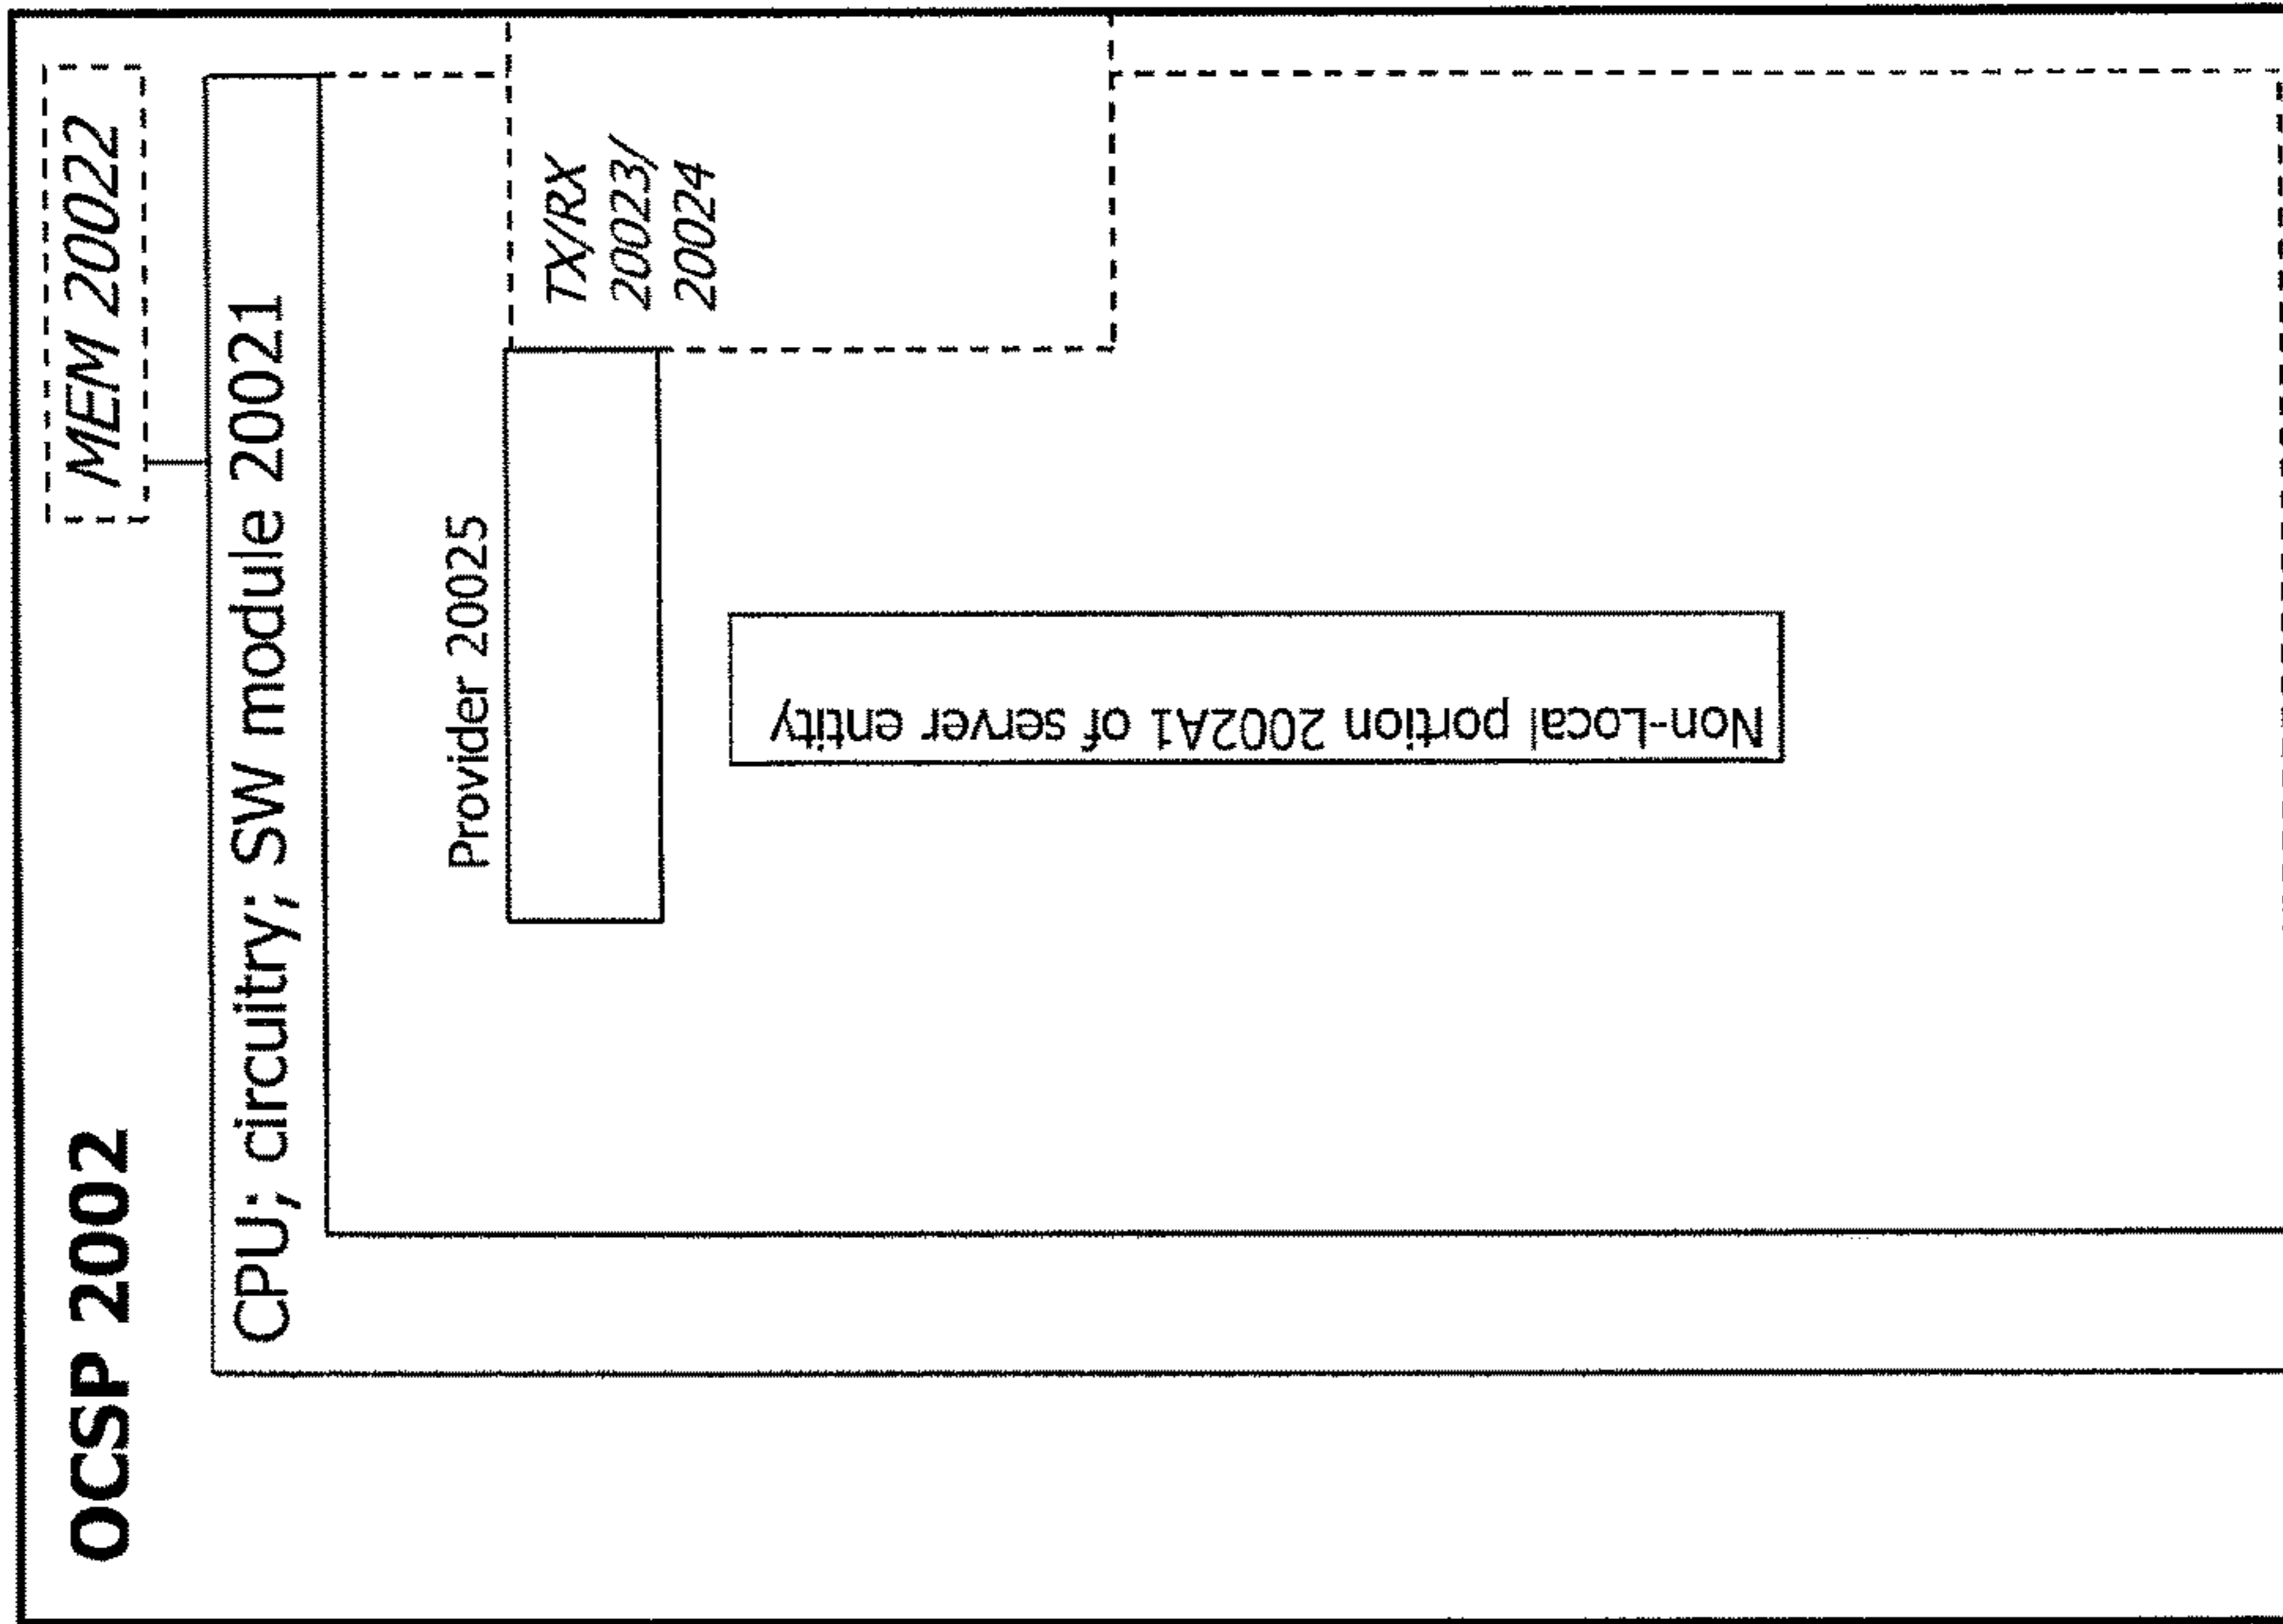 OCSP 2002
MEM 20022
CPU; circuitry; SW module 20021
Provider 20025
TX/RX
20023/
20024
Non-Local portion 2002A1 of server entity